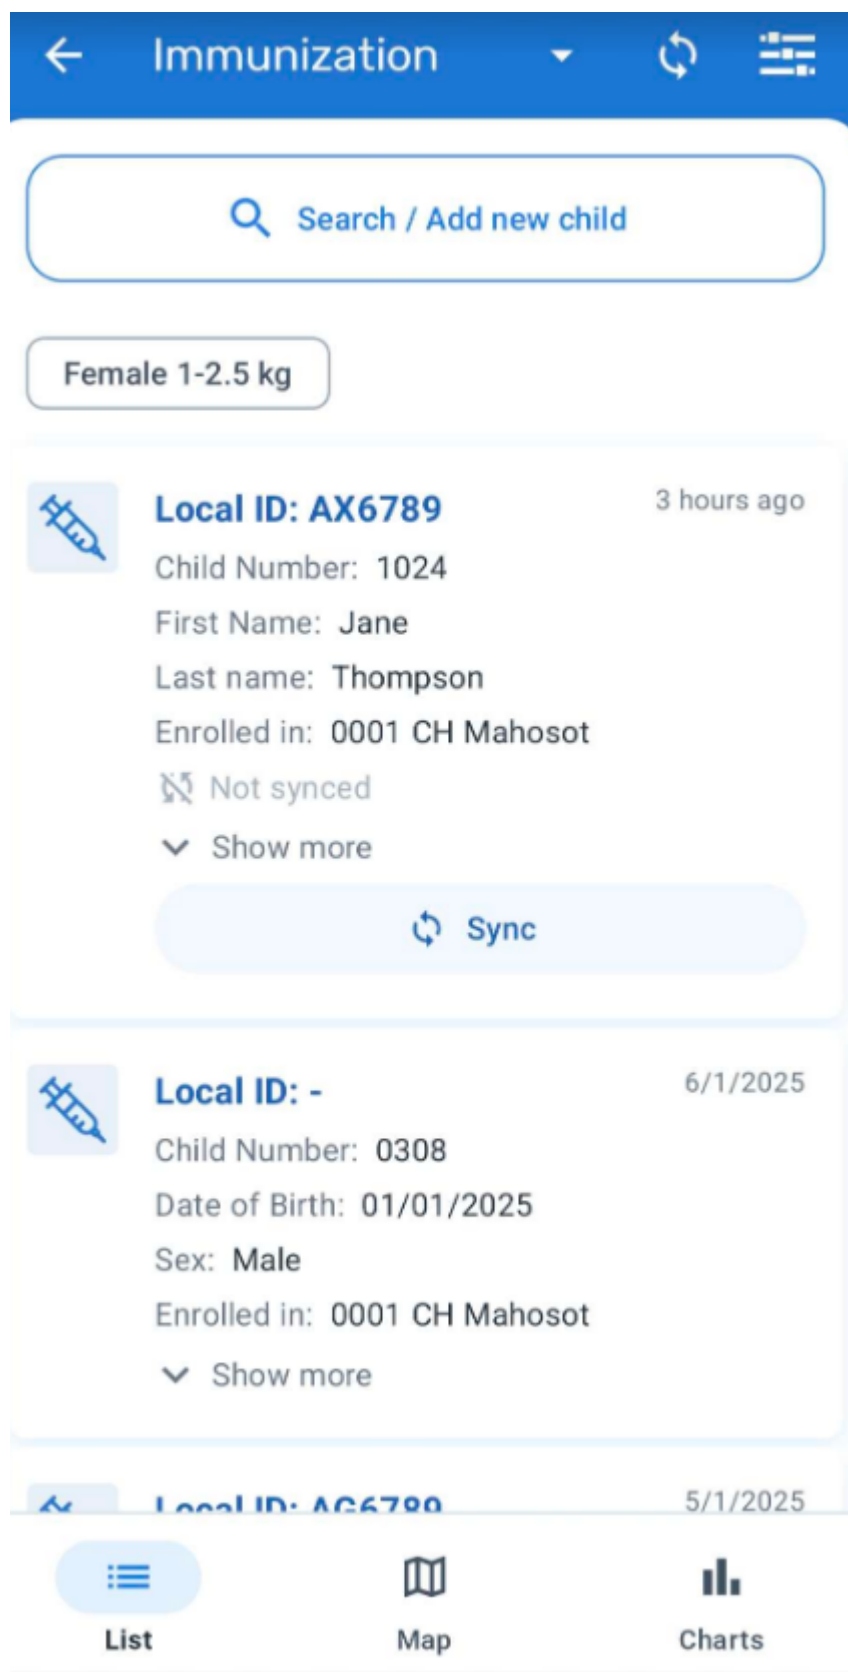 Immunization
Search / Add new child
Female 1-2.5 kg
Local ID: AX6789
3 hours ago
Child Number: 1024
First Name: Jane
Last name: Thompson
Enrolled in: 0001 CH Mahosot
Not synced
Show more
Sync
Local ID: -
6/1/2025
Child Number: 0308
Date of Birth: 01/01/2025
Sex: Male
Enrolled in: 0001 CH Mahosot
Show more
Local ID: AG6789
5/1/2025
List
Map
Charts